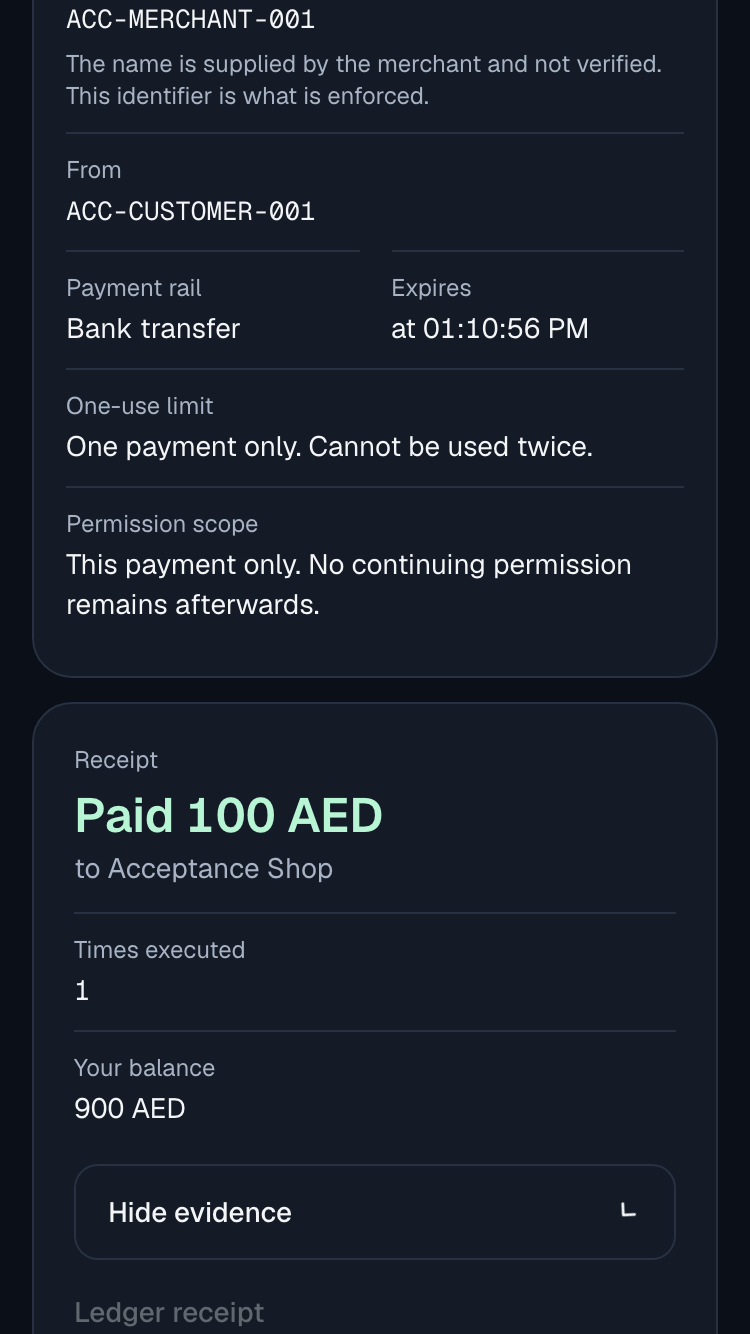 ACC-MERCHANT-001
The name is supplied by the merchant and not verified.
This identifier is what is enforced.
From
ACC-CUSTOMER-001
Payment rail
Bank transfer
Expires
at 01:10:56 PM
One-use limit
One payment only. Cannot be used twice.
Permission scope
This payment only. No continuing permission
remains afterwards.
Receipt
Paid 100 AED
to Acceptance Shop
Times executed
1
Your balance
900 AED
Hide evidence
Ledger receipt